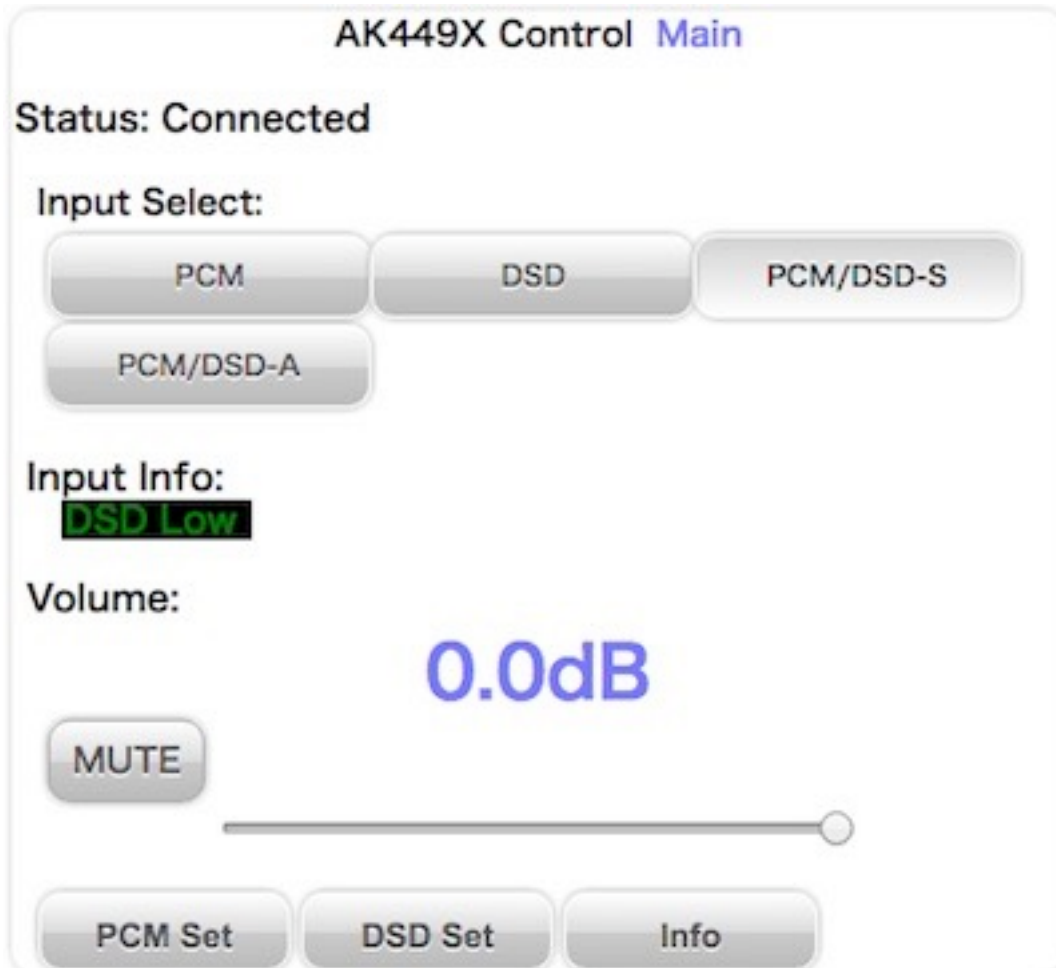 AK449X Control Main
Status: Connected
Input Select:
PCM DSD PCM/DSD-S
PCM/DSD-A
Input Info:
DSD Low
Volume:
0.0dB
MUTE
PCM Set DSD Set Info